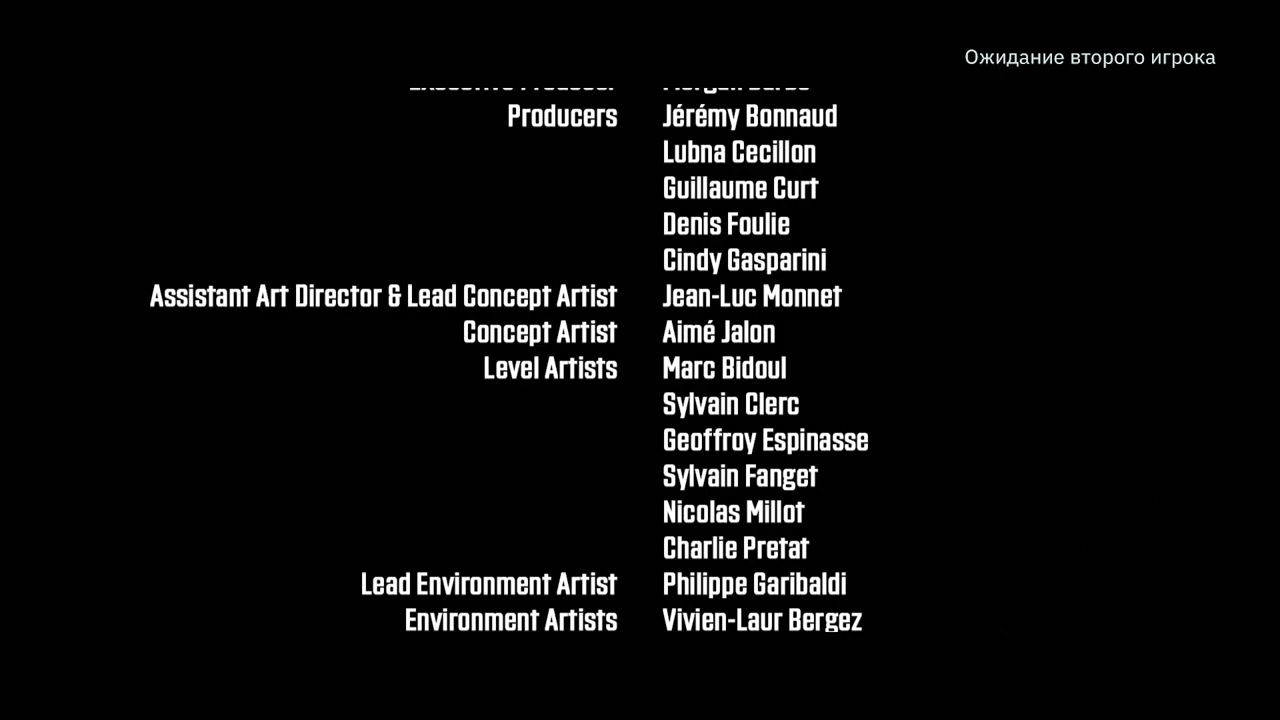 Ожидание второго игрока
Producers Jérémy Bonnaud
Lubna Cecillon
Guillaume Curt
Denis Foulie
Cindy Gasparini
Assistant Art Director & Lead Concept Artist Jean-Luc Monnet
Concept Artist Aimé Jalon
Level Artists Marc Bidoul
Sylvain Clerc
Geoffroy Espinasse
Sylvain Fanget
Nicolas Millot
Charlie Pretat
Lead Environment Artist Philippe Garibaldi
Environment Artists Vivien-Laur Bergez